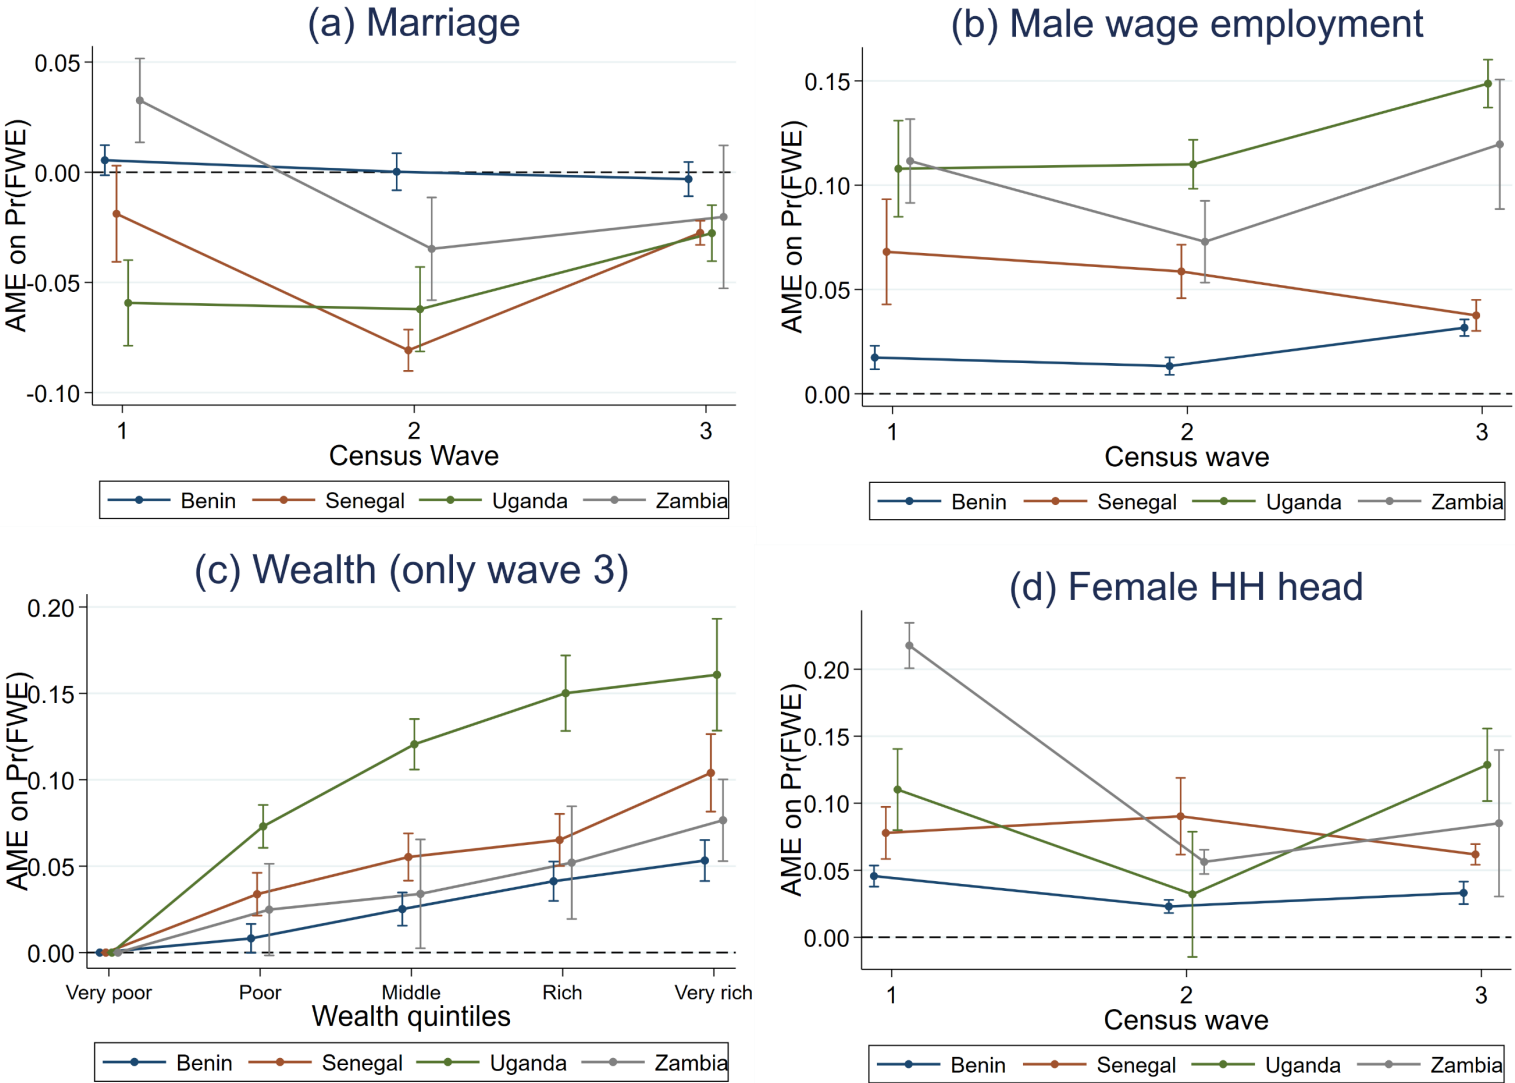 (a) Marriage
AME on Pr(FWE)
0.05
0.00
-0.05
-0.10
1 2 3
Census Wave
Benin Senegal Uganda Zambia
(b) Male wage employment
AME on Pr(FWE)
0.15
0.10
0.05
0.00
1 2 3
Census wave
Benin Senegal Uganda Zambia
(c) Wealth (only wave 3)
AME on Pr(FWE)
0.20
0.15
0.10
0.05
0.00
Very poor Poor Middle Rich Very rich
Wealth quintiles
Benin Senegal Uganda Zambia
(d) Female HH head
AME on Pr(FWE)
0.20
0.15
0.10
0.05
0.00
1 2 3
Census wave
Benin Senegal Uganda Zambia